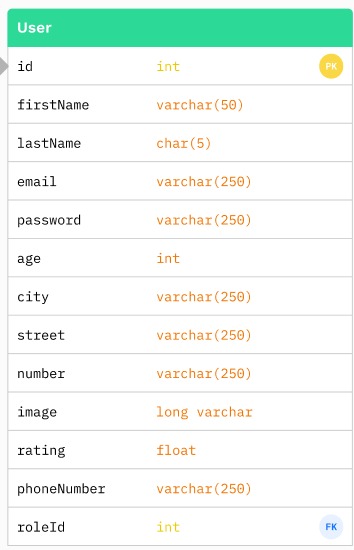 User
id int PK
firstName varchar(50)
lastName char(5)
email varchar(250)
password varchar(250)
age int
city varchar(250)
street varchar(250)
number varchar(250)
image long varchar
rating float
phoneNumber varchar(250)
roleId int FK